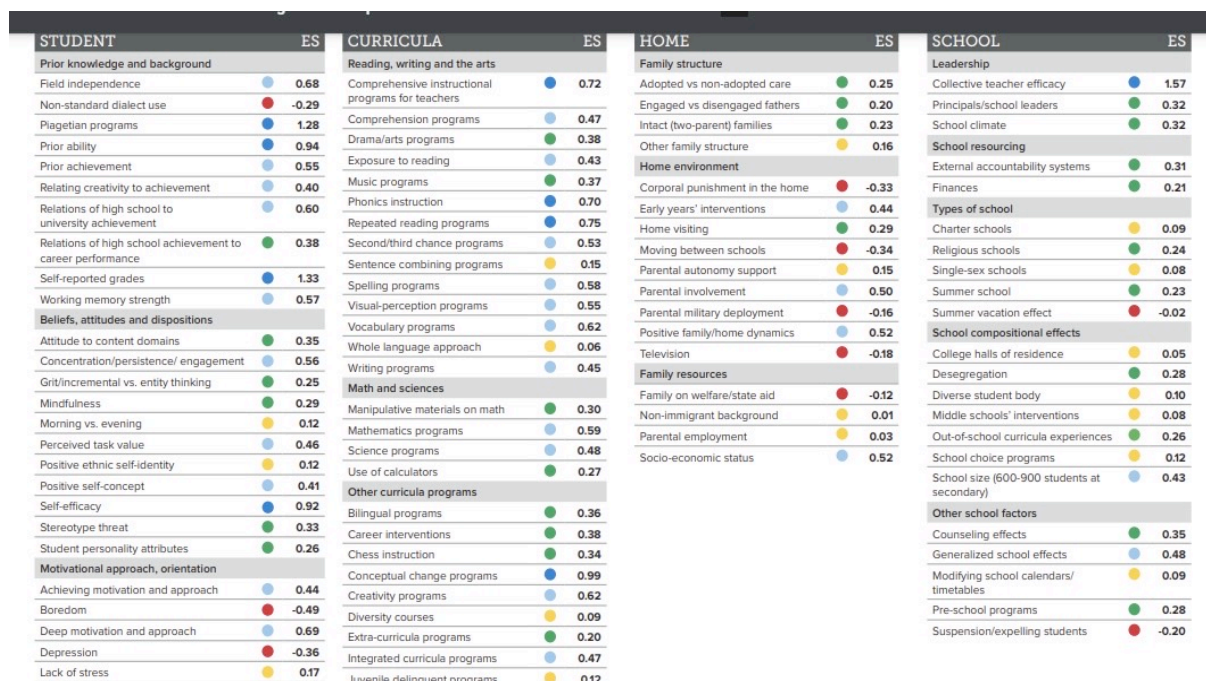 STUDENT ES
Prior knowledge and background
Field independence 0.68
Non-standard dialect use -0.29
Piagetian programs 1.28
Prior ability 0.94
Prior achievement 0.55
Relating creativity to achievement 0.40
Relations of high school to 0.60
university achievement
Relations of high school achievement to 0.38
career performance
Self-reported grades 1.33
Working memory strength 0.57
Beliefs, attitudes and dispositions
Attitude to content domains 0.35
Concentration/persistence/ engagement 0.56
Grit/incremental vs. entity thinking 0.25
Mindfulness 0.29
Morning vs. evening 0.12
Perceived task value 0.46
Positive ethnic self-identity 0.12
Positive self-concept 0.41
Self-efficacy 0.92
Stereotype threat 0.33
Student personality attributes 0.26
Motivational approach, orientation
Achieving motivation and approach 0.44
Boredom -0.49
Deep motivation and approach 0.69
Depression -0.36
Lack of stress 0.17
CURRICULA ES
Reading, writing and the arts
Comprehensive instructional 0.72
programs for teachers
Comprehension programs 0.47
Drama/arts programs 0.38
Exposure to reading 0.43
Music programs 0.37
Phonics instruction 0.70
Repeated reading programs 0.75
Second/third chance programs 0.53
Sentence combining programs 0.15
Spelling programs 0.58
Visual-perception programs 0.55
Vocabulary programs 0.62
Whole language approach 0.06
Writing programs 0.45
Math and sciences
Manipulative materials on math 0.30
Mathematics programs 0.59
Science programs 0.48
Use of calculators 0.27
Other curricula programs
Bilingual programs 0.36
Career interventions 0.38
Chess instruction 0.34
Conceptual change programs 0.99
Creativity programs 0.62
Diversity courses 0.09
Extra-curricula programs 0.20
Integrated curricula programs 0.47
Juvenile delinquent programs 0.12
HOME ES
Family structure
Adopted vs non-adopted care 0.25
Engaged vs disengaged fathers 0.20
Intact (two-parent) families 0.23
Other family structure 0.16
Home environment
Corporal punishment in the home -0.33
Early years' interventions 0.44
Home visiting 0.29
Moving between schools -0.34
Parental autonomy support 0.15
Parental involvement 0.50
Parental military deployment -0.16
Positive family/home dynamics 0.52
Television -0.18
Family resources
Family on welfare/state aid -0.12
Non-immigrant background 0.01
Parental employment 0.03
Socio-economic status 0.52
SCHOOL ES
Leadership
Collective teacher efficacy 1.57
Principals/school leaders 0.32
School climate 0.32
School resourcing
External accountability systems 0.31
Finances 0.21
Types of school
Charter schools 0.09
Religious schools 0.24
Single-sex schools 0.08
Summer school 0.23
Summer vacation effect -0.02
School compositional effects
College halls of residence 0.05
Desegregation 0.28
Diverse student body 0.10
Middle schools' interventions 0.08
Out-of-school curricula experiences 0.26
School choice programs 0.12
School size (600-900 students at 0.43
secondary)
Other school factors
Counseling effects 0.35
Generalized school effects 0.48
Modifying school calendars/ 0.09
timetables
Pre-school programs 0.28
Suspension/expelling students -0.20